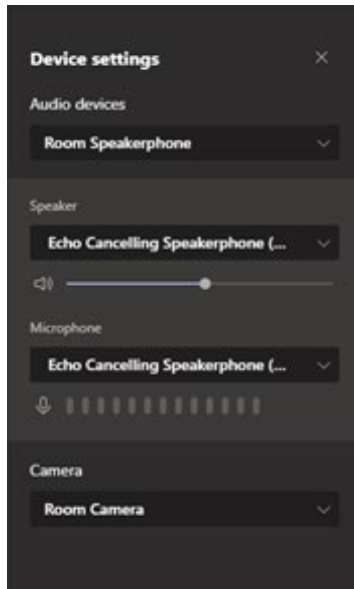 Device settings
Audio devices
Room Speakerphone
Speaker
Echo Cancelling Speakerphone (...
Microphone
Echo Cancelling Speakerphone (...
Camera
Room Camera